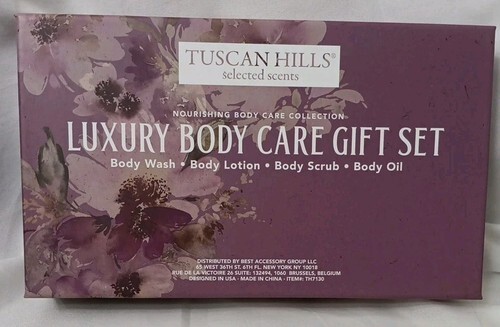 TUSCAN HILLS®
selected scents
NOURISHING BODY CARE COLLECTION
LUXURY BODY CARE GIFT SET
Body Wash • Body Lotion • Body Scrub • Body Oil
DISTRIBUTED BY BEST ACCESSORY GROUP LLC
65 WEST 36TH ST. 6TH FL. NEW YORK NY 10018
RUE DE LA VICTOIRE 26 SUITE: 132494, 1060 BRUSSELS, BELGIUM
DESIGNED IN USA - MADE IN CHINA - ITEM#: TH7130